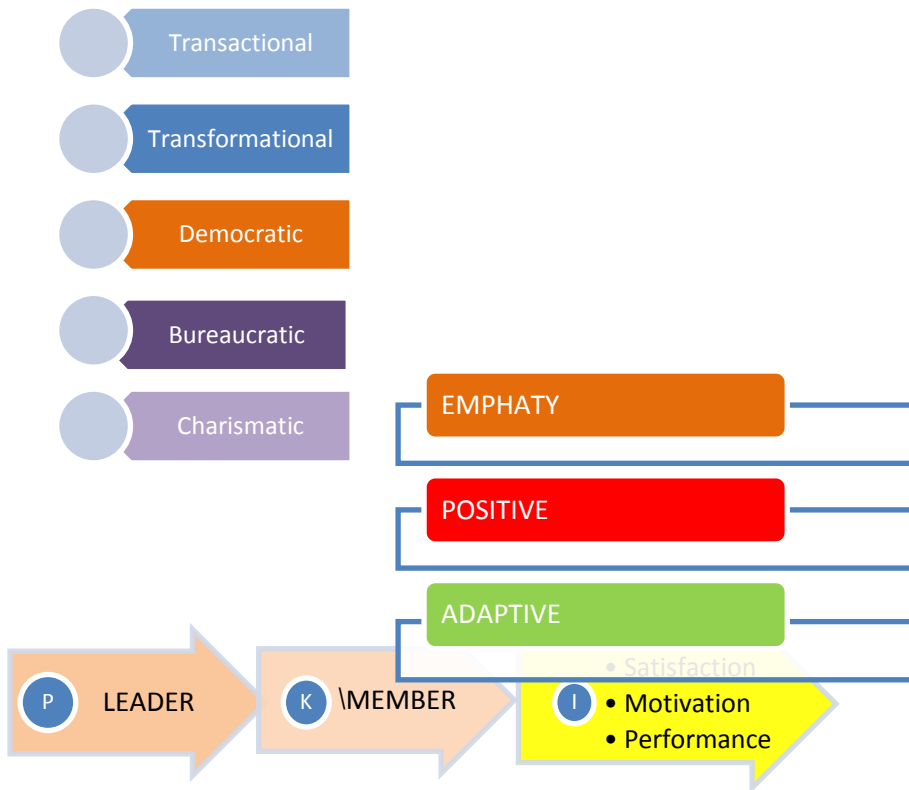 Transactional
Transformational
Democratic
Bureaucratic
Charismatic
EMPHATY
POSITIVE
ADAPTIVE
P LEADER
K \MEMBER
I
• Satisfaction
• Motivation
• Performance